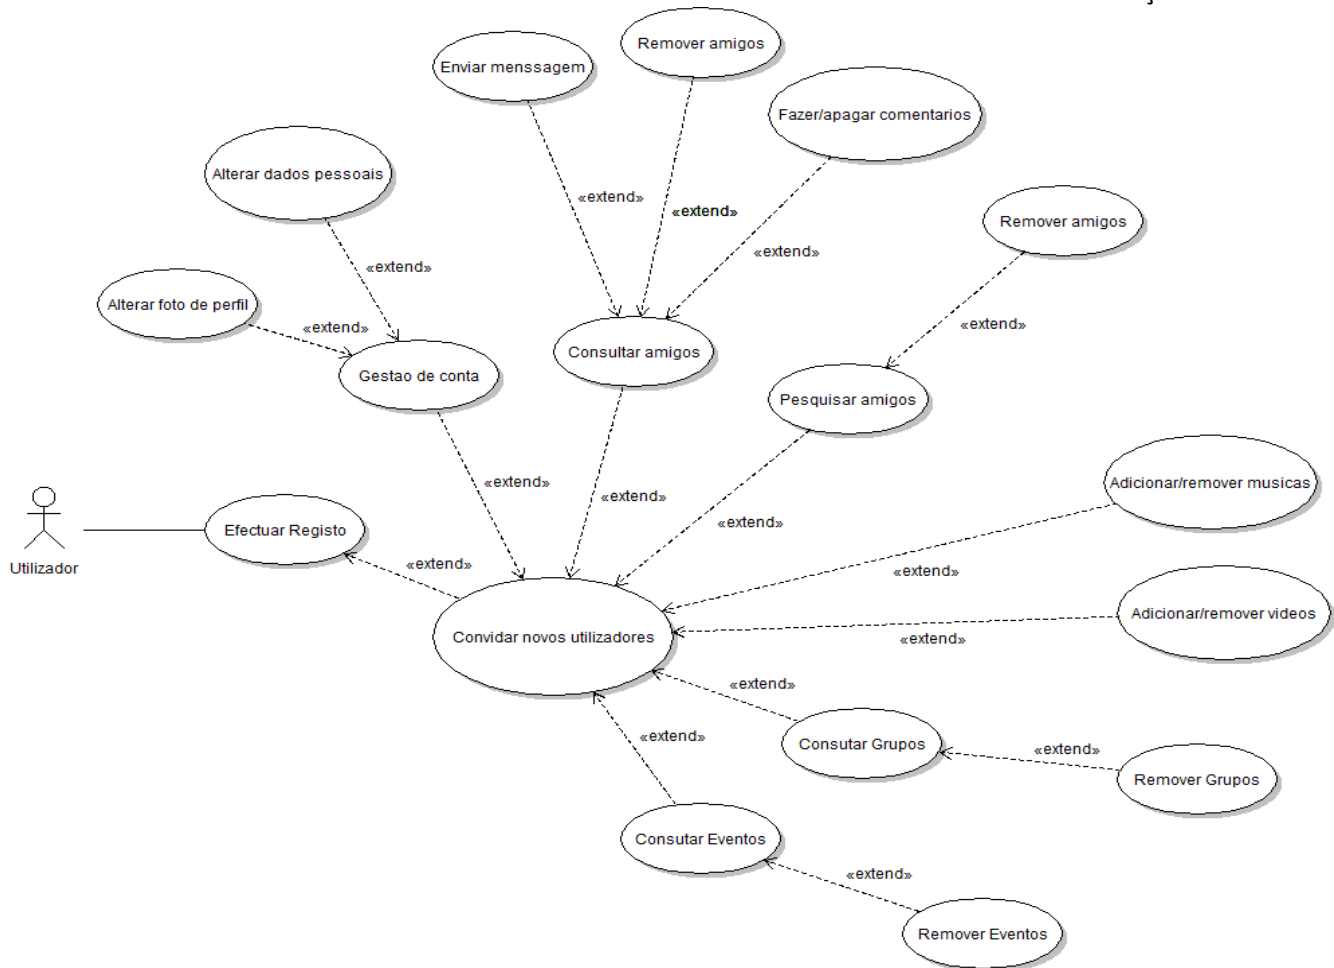 Remover amigos
Enviar menssagem
Fazer/apagar comentarios
Alterar dados pessoais
«extend»
«extend»
Remover amigos
«extend»
«extend»
Alterar foto de perfil
«extend»
«extend»
Consultar amigos
Gestao de conta
Pesquisar amigos
«extend»
«extend»
Adicionar/remover musicas
«extend»
Efectuar Registo
«extend»
Utilizador
«extend»
Adicionar/remover videos
Convidar novos utilizadores
«extend»
«extend»
«extend»
Consutar Grupos
«extend»
Remover Grupos
«extend»
Consutar Eventos
«extend»
Remover Eventos